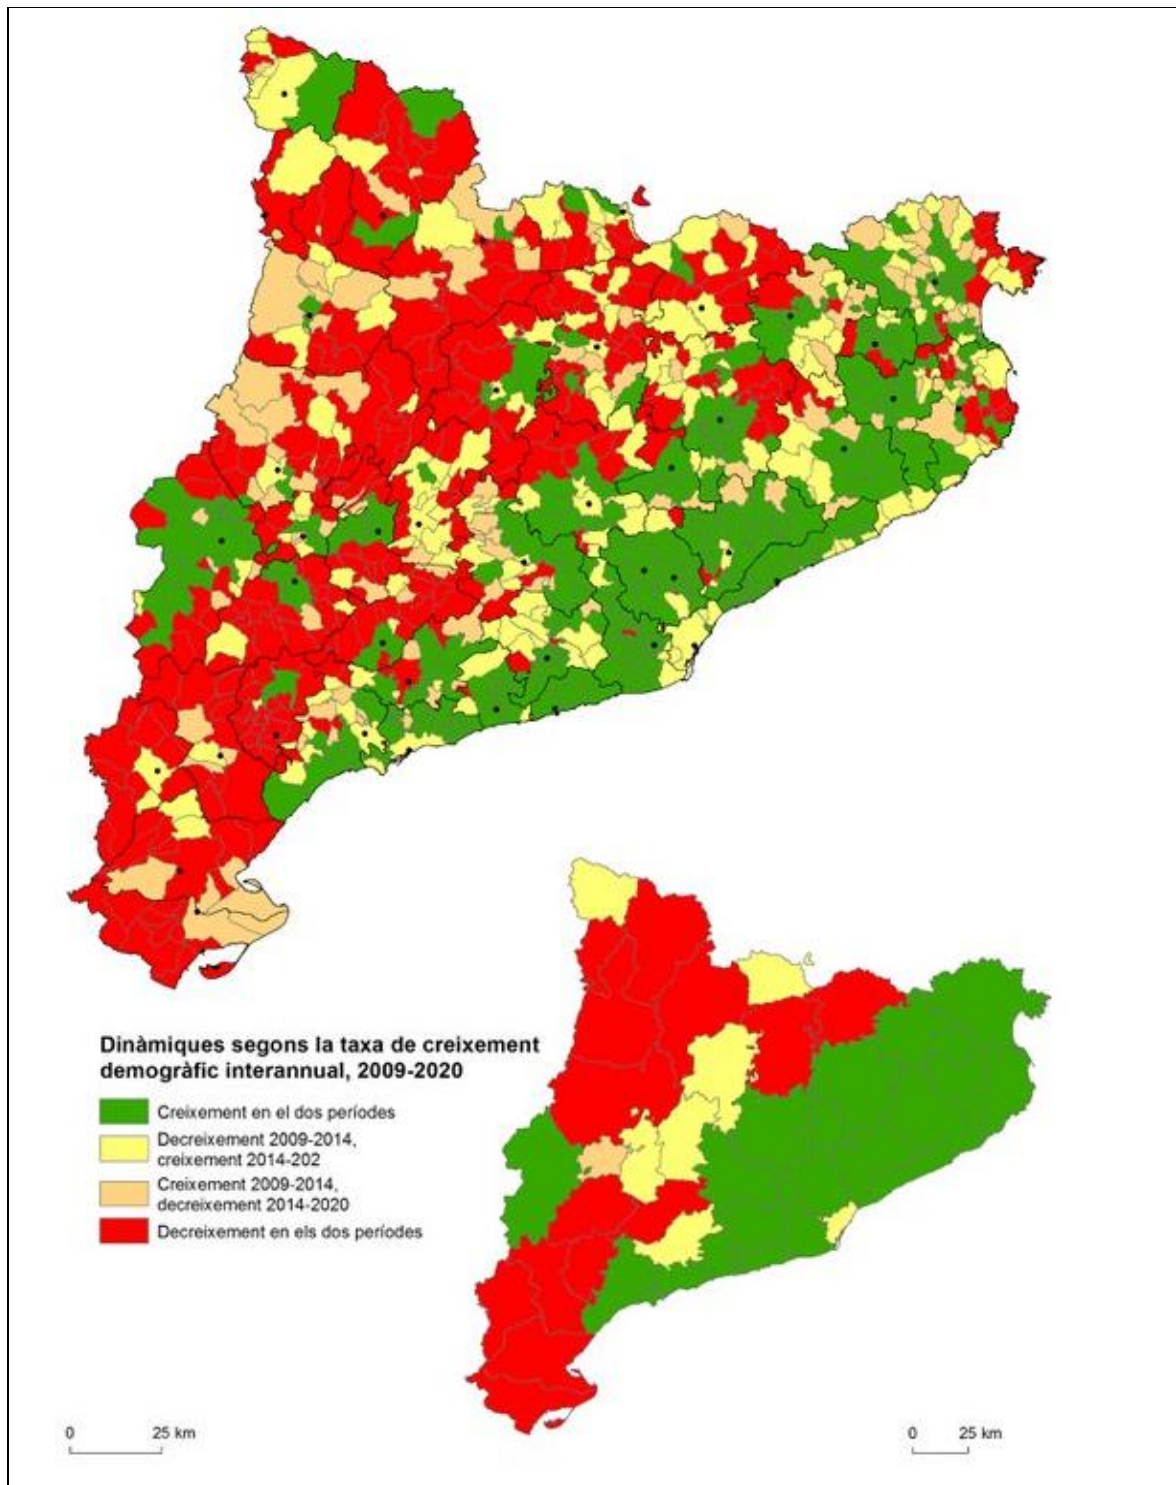 Dinàmiques segons la taxa de creixement
demogràfic interannual, 2009-2020
Creixement en el dos períodes
Decreixement 2009-2014,
creixement 2014-202
Creixement 2009-2014,
decreixement 2014-2020
Decreixement en els dos períodes
0 25 km
0 25 km